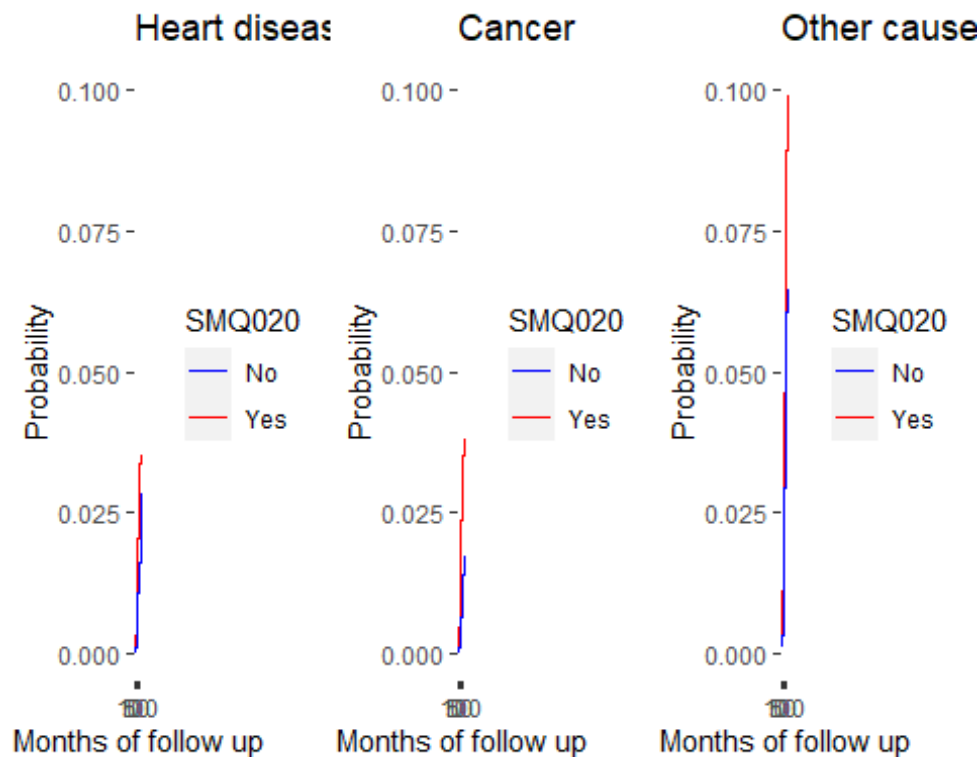 Heart diseas
0.100
0.075
0.050
0.025
0.000
Probability
SMQ020
No
Yes
Months of follow up
Cancer
0.100
0.075
0.050
0.025
0.000
Probability
SMQ020
No
Yes
Months of follow up
Other cause
0.100
0.075
0.050
0.025
0.000
Probability
SMQ020
No
Yes
Months of follow up